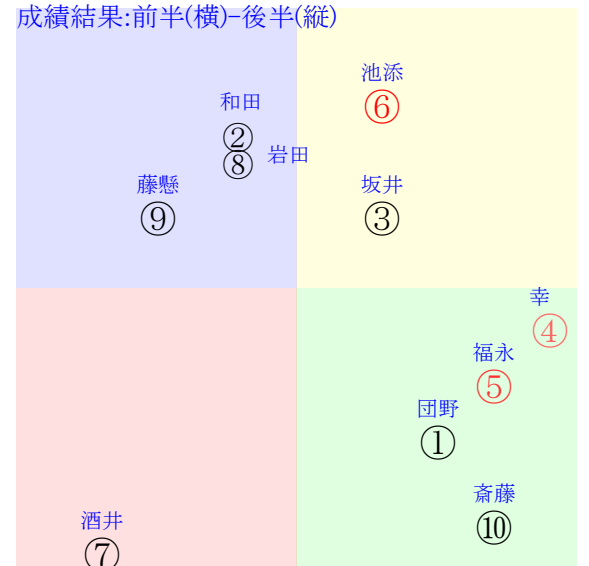 成績結果:前半(横)-後半(縦)
池添
⑥
和田
②
⑧
岩田
藤懸
⑨
坂井
③
幸
④
福永
⑤
団野
①
斎藤
⑩
酒井
⑦